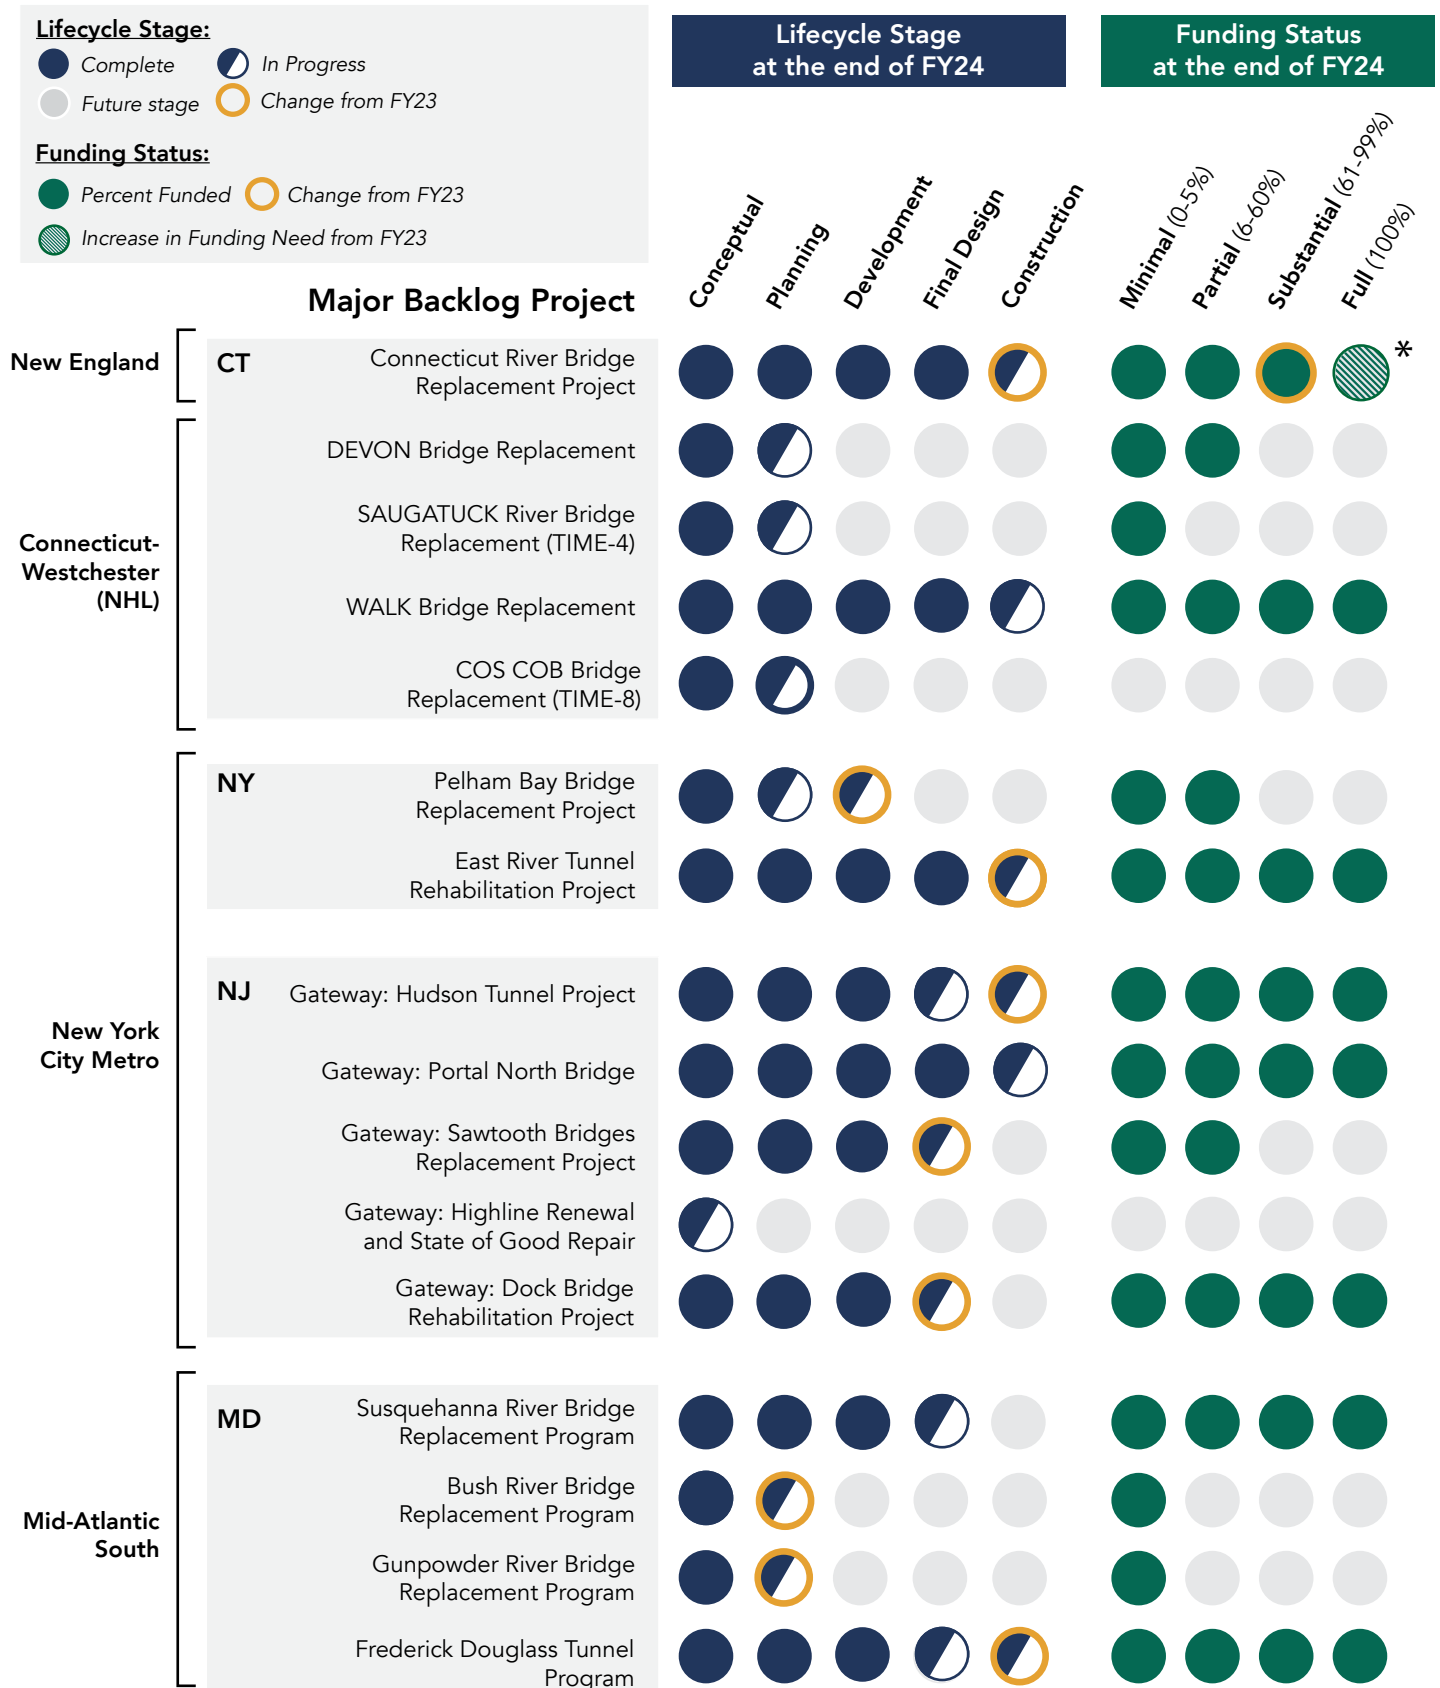 Lifecycle Stage:
Complete
In Progress
Future stage
Change from FY23
Funding Status:
Percent Funded
Change from FY23
Increase in Funding Need from FY23
Lifecycle Stage
at the end of FY24
Funding Status
at the end of FY24
Major Backlog Project
Conceptual
Planning
Development
Final Design
Construction
Minimal (0-5%)
Partial (6-60%)
Substantial (61-99%)
Full (100%)
New England
CT
Connecticut River Bridge
Replacement Project
*
Connecticut-
Westchester
(NHL)
DEVON Bridge Replacement
SAUGATUCK River Bridge
Replacement (TIME-4)
WALK Bridge Replacement
COS COB Bridge
Replacement (TIME-8)
New York
City Metro
NY
Pelham Bay Bridge
Replacement Project
East River Tunnel
Rehabilitation Project
NJ
Gateway: Hudson Tunnel Project
Gateway: Portal North Bridge
Gateway: Sawtooth Bridges
Replacement Project
Gateway: Highline Renewal
and State of Good Repair
Gateway: Dock Bridge
Rehabilitation Project
Mid-Atlantic
South
MD
Susquehanna River Bridge
Replacement Program
Bush River Bridge
Replacement Program
Gunpowder River Bridge
Replacement Program
Frederick Douglass Tunnel
Program